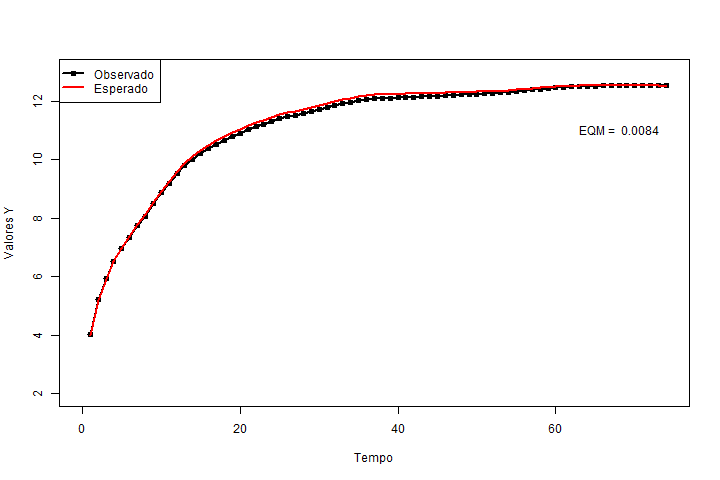 Observado
Esperado
EQM = 0.0084
Valores Y
2
4
6
8
10
12
0
20
40
60
Tempo